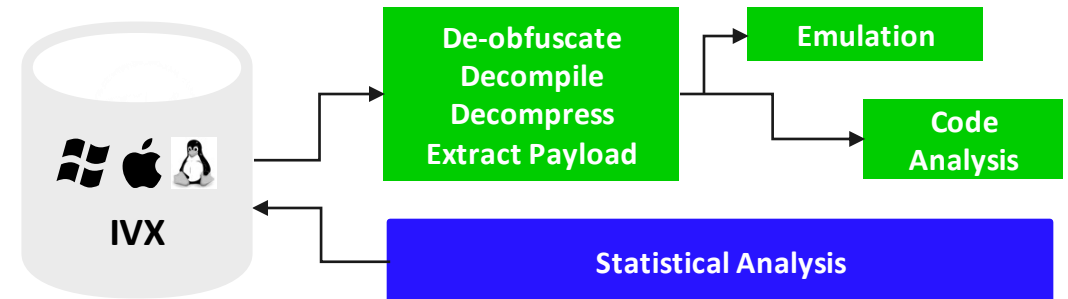 De-obfuscate
Decompile
Decompress
Extract Payload
Emulation
Code
Analysis
IVX
Statistical Analysis